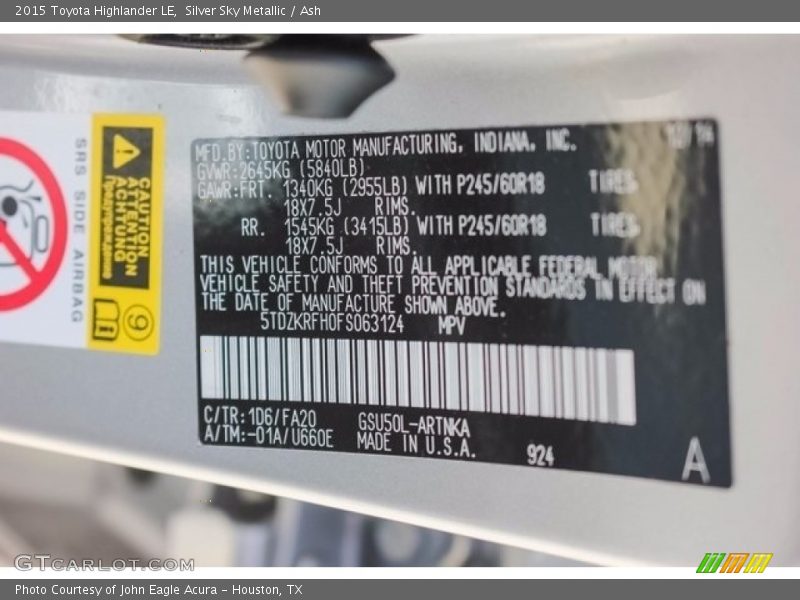 2015 Toyota Highlander LE, Silver Sky Metallic / Ash
MFD.BY:TOYOTA MOTOR MANUFACTURING, INDIANA, INC. 12/14
GVWR:2645KG (5840LB)
GAWR:FRT. 1340KG (2955LB) WITH P245/60R18 TIRES,
18X7.5J RIMS.
RR. 1545KG (3415LB) WITH P245/60R18 TIRES,
18X7.5J RIMS.
THIS VEHICLE CONFORMS TO ALL APPLICABLE FEDERAL MOTOR
VEHICLE SAFETY AND THEFT PREVENTION STANDARDS IN EFFECT ON
THE DATE OF MANUFACTURE SHOWN ABOVE.
5TDZKRFH0FS063124 MPV
C/TR:1D6/FA20 GSU50L-ARTNKA
A/TM:-01A/U660E MADE IN U.S.A. 924
A
SRS SIDE AIRBAG
CAUTION
ATTENTION
ACHTUNG
Предупреждение
9
GTcarlot.com
Photo Courtesy of John Eagle Acura - Houston, TX